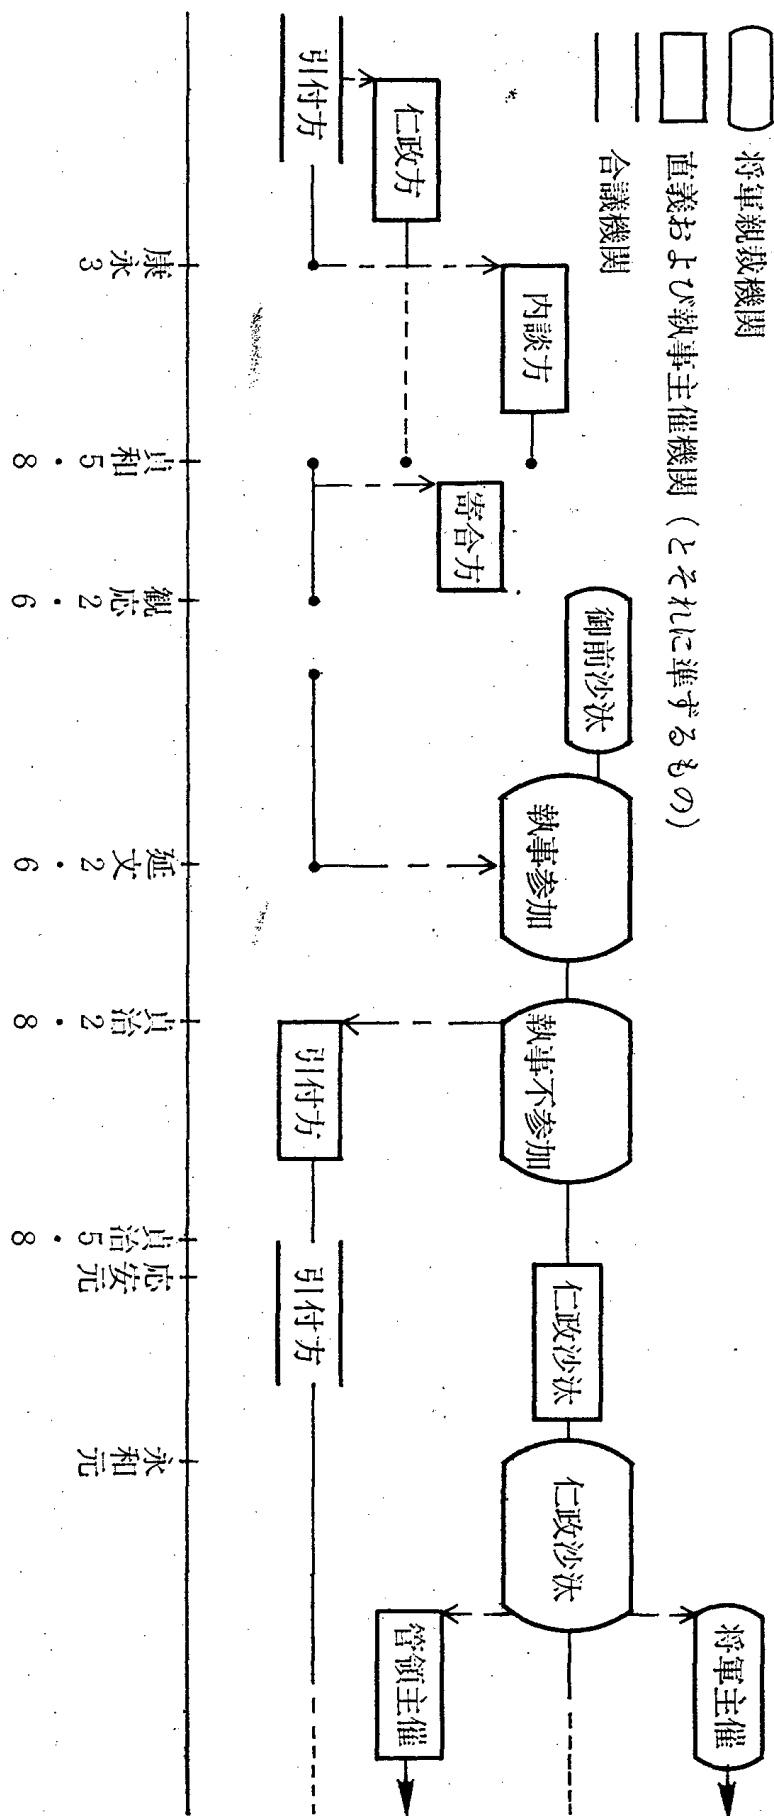 将軍親裁機関
直義および執事主催機関（とそれに準ずるもの）
合議機関
引付方
仁政方
内談方
寄合方
御前沙汰
執事参加
執事不参加
引付方
引付方
仁政沙汰
仁政沙汰
将軍主催
管領主催
康永3
貞和5・8
観応2・6
延文2・6
貞治2・8
貞治5・8
応安元
永和元